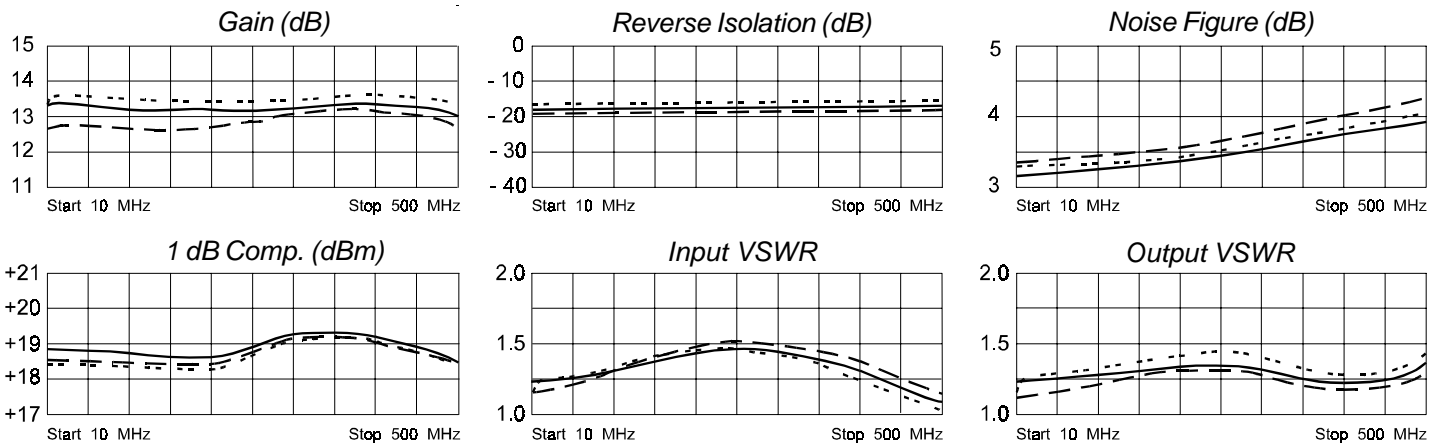 Gain (dB)
15
14
13
12
11
Start 10 MHz
Stop 500 MHz
Reverse Isolation (dB)
0
- 10
- 20
- 30
- 40
Start 10 MHz
Stop 500 MHz
Noise Figure (dB)
5
4
3
Start 10 MHz
Stop 500 MHz
1 dB Comp. (dBm)
+21
+20
+19
+18
+17
Start 10 MHz
Stop 500 MHz
Input VSWR
2.0
1.5
1.0
Start 10 MHz
Stop 500 MHz
Output VSWR
2.0
1.5
1.0
Start 10 MHz
Stop 500 MHz